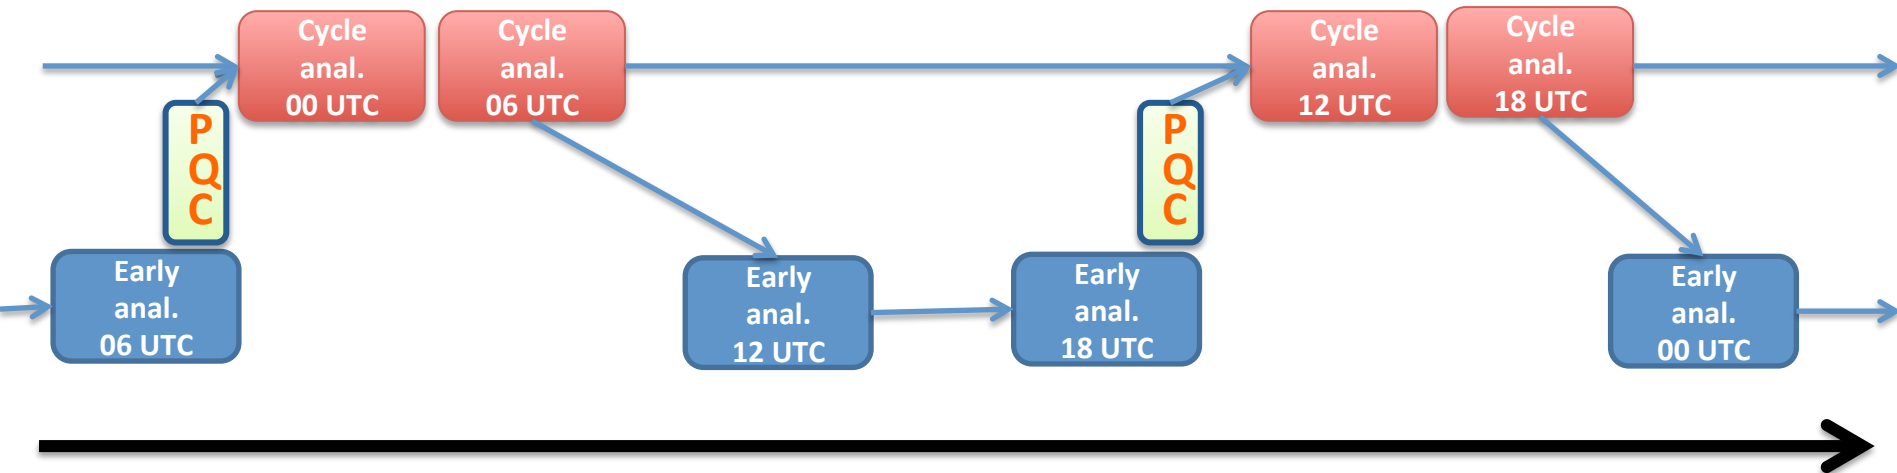 Cycle
anal.
00 UTC
Cycle
anal.
06 UTC
Cycle
anal.
12 UTC
Cycle
anal.
18 UTC
P
Q
C
P
Q
C
Early
anal.
06 UTC
Early
anal.
12 UTC
Early
anal.
18 UTC
Early
anal.
00 UTC